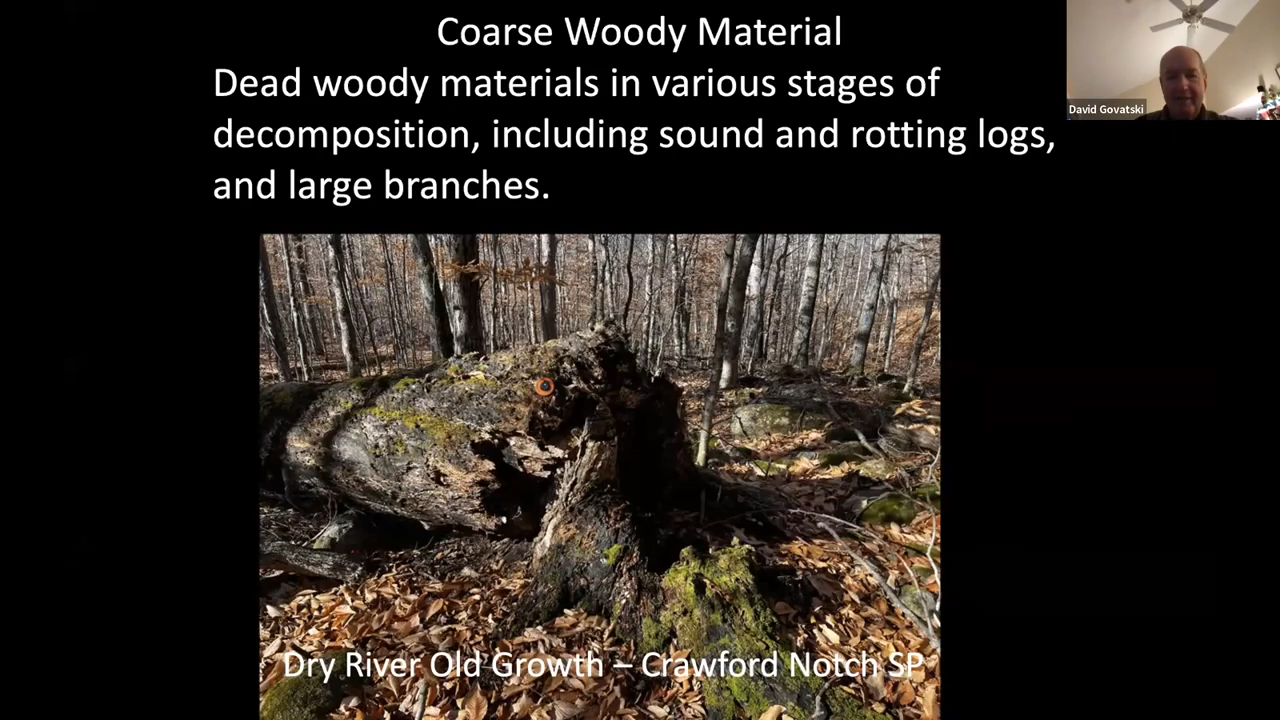 Coarse Woody Material
Dead woody materials in various stages of
decomposition, including sound and rotting logs,
and large branches.
David Govatski
Dry River Old Growth – Crawford Notch SP